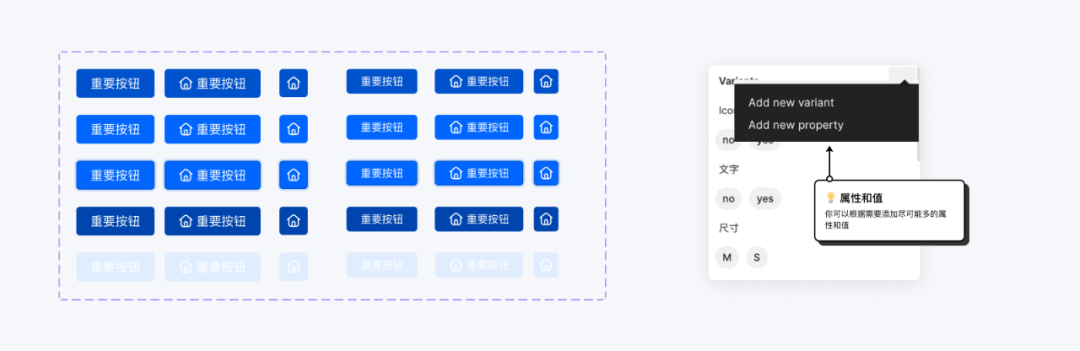 重要按钮 重要按钮 重要按钮 重要按钮
重要按钮 重要按钮 重要按钮 重要按钮
重要按钮 重要按钮 重要按钮 重要按钮
重要按钮 重要按钮 重要按钮 重要按钮
重要按钮 重要按钮 重要按钮 重要按钮
Add new variant
Add new property
no yes
文字
no yes
尺寸
M S
💡 属性和值
你可以根据需要添加尽可能多的属
性和值